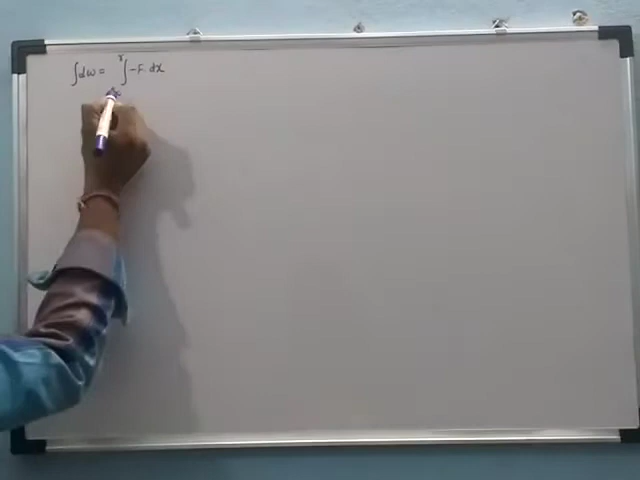 ∫dω = ∫_∞^r -F. dx